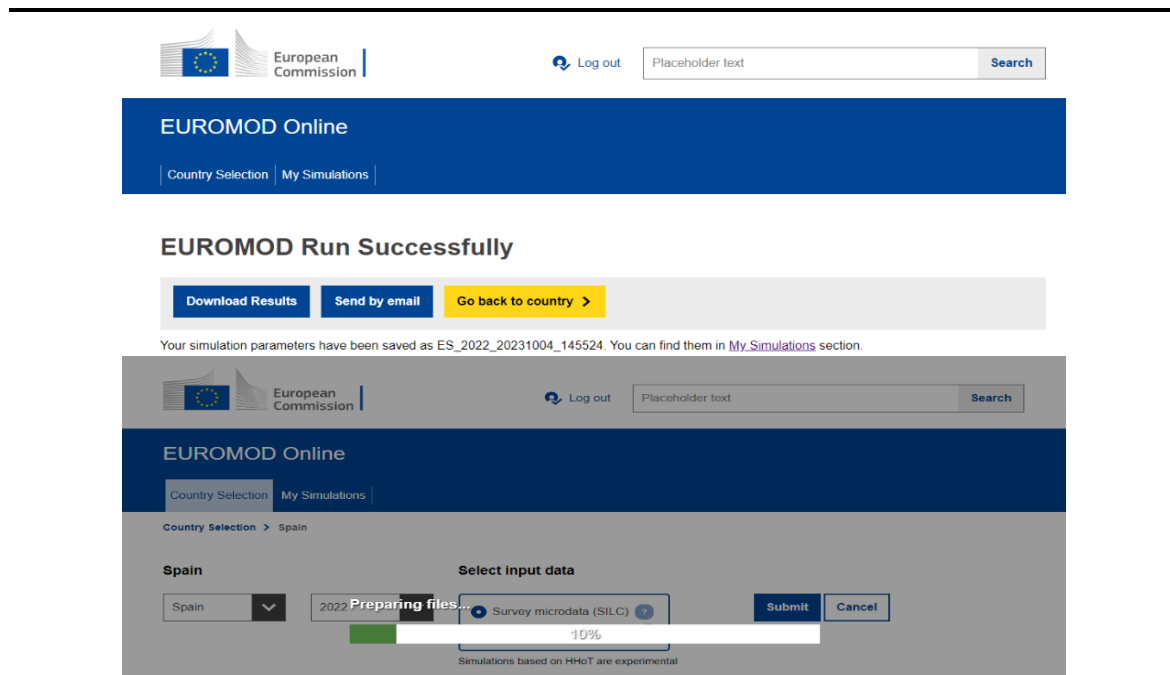 European
Commission
Log out
Placeholder text
Search
EUROMOD Online
Country Selection
My Simulations
EUROMOD Run Successfully
Download Results
Send by email
Go back to country >
Your simulation parameters have been saved as ES_2022_20231004_145524. You can find them in My Simulations section.
European
Commission
Log out
Placeholder text
Search
EUROMOD Online
Country Selection
My Simulations
Country Selection > Spain
Spain
Select input data
Spain
2022
Preparing files...
Survey microdata (SILC) ?
Submit
Cancel
10%
Simulations based on HHoT are experimental